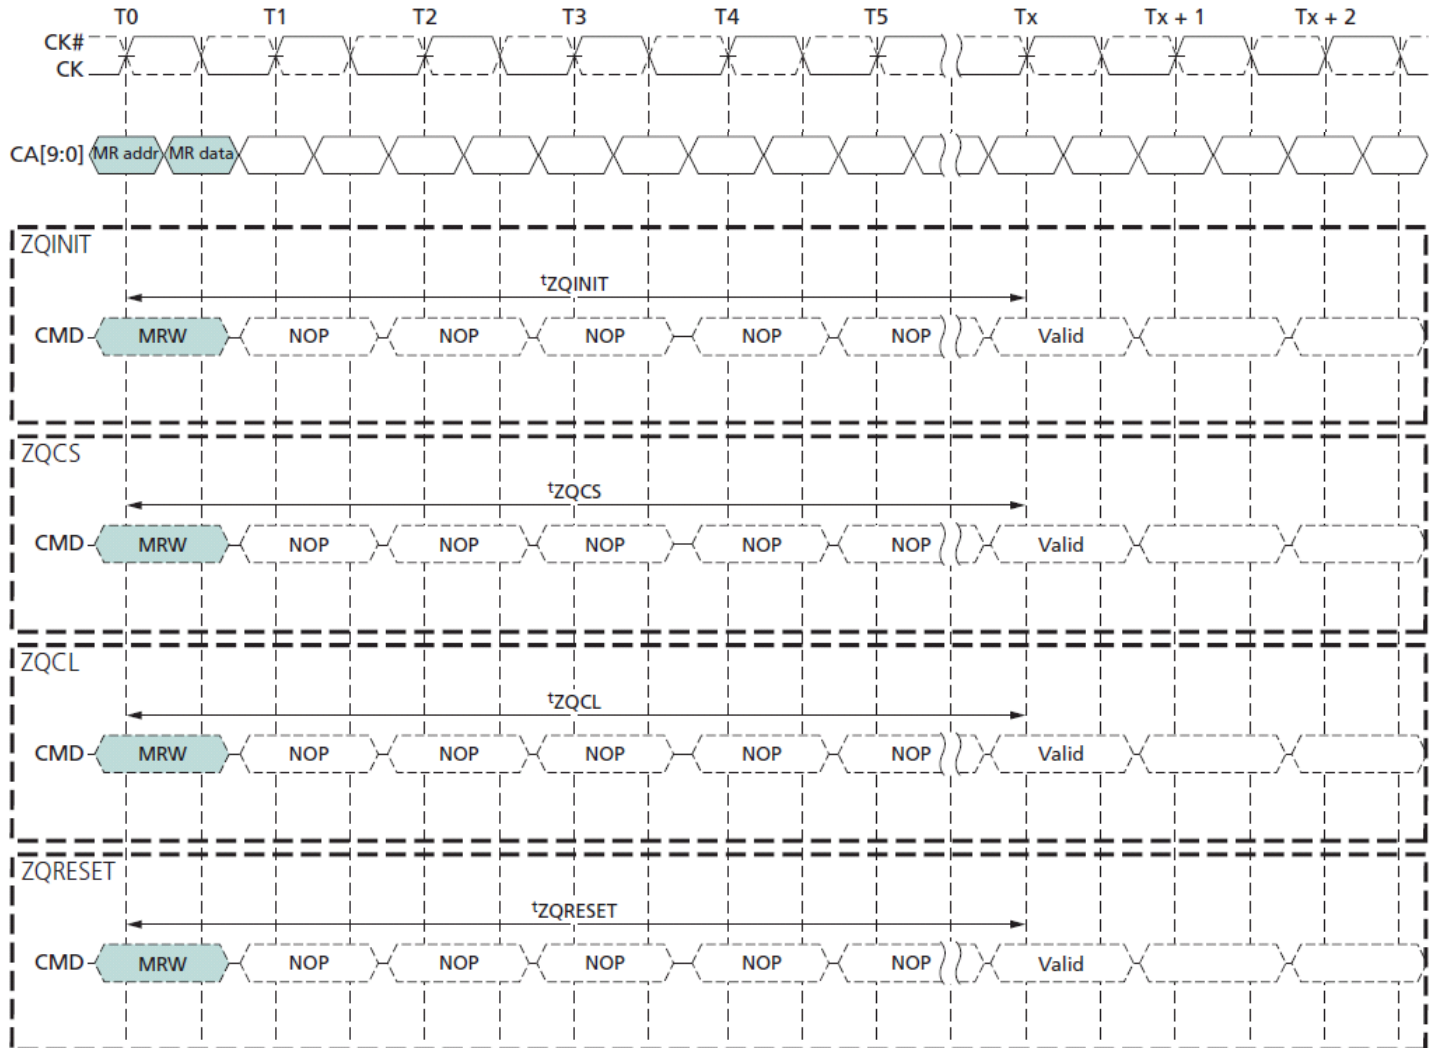 T0 T1 T2 T3 T4 T5 Tx Tx + 1 Tx + 2
CK#
CK
CA[9:0] MR addr MR data
ZQINIT
tZQINIT
CMD MRW NOP NOP NOP NOP NOP Valid
ZQCS
tZQCS
CMD MRW NOP NOP NOP NOP NOP Valid
ZQCL
tZQCL
CMD MRW NOP NOP NOP NOP NOP Valid
ZQRESET
tZQRESET
CMD MRW NOP NOP NOP NOP NOP Valid